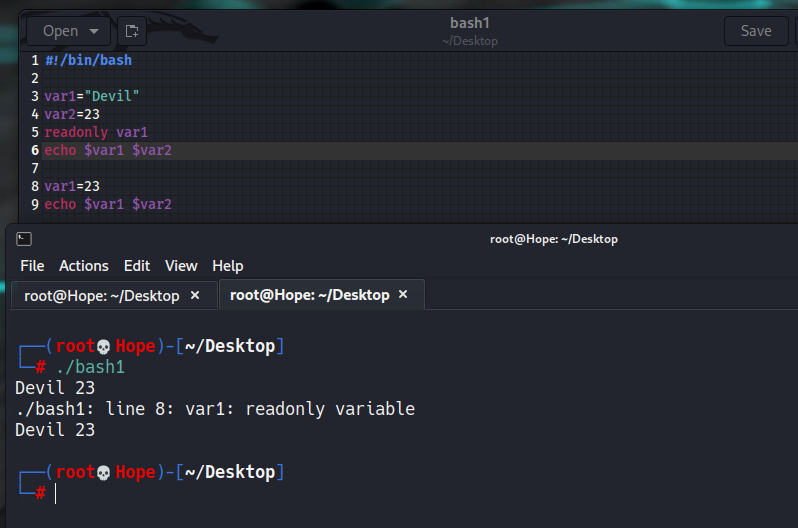 Open
bash1
~/Desktop
Save
1 #!/bin/bash
2
3 var1="Devil"
4 var2=23
5 readonly var1
6 echo $var1 $var2
7
8 var1=23
9 echo $var1 $var2
root@Hope: ~/Desktop
File Actions Edit View Help
root@Hope: ~/Desktop × root@Hope: ~/Desktop ×
┌──(root💀Hope)-[~/Desktop]
└─# ./bash1
Devil 23
./bash1: line 8: var1: readonly variable
Devil 23
┌──(root💀Hope)-[~/Desktop]
└─#